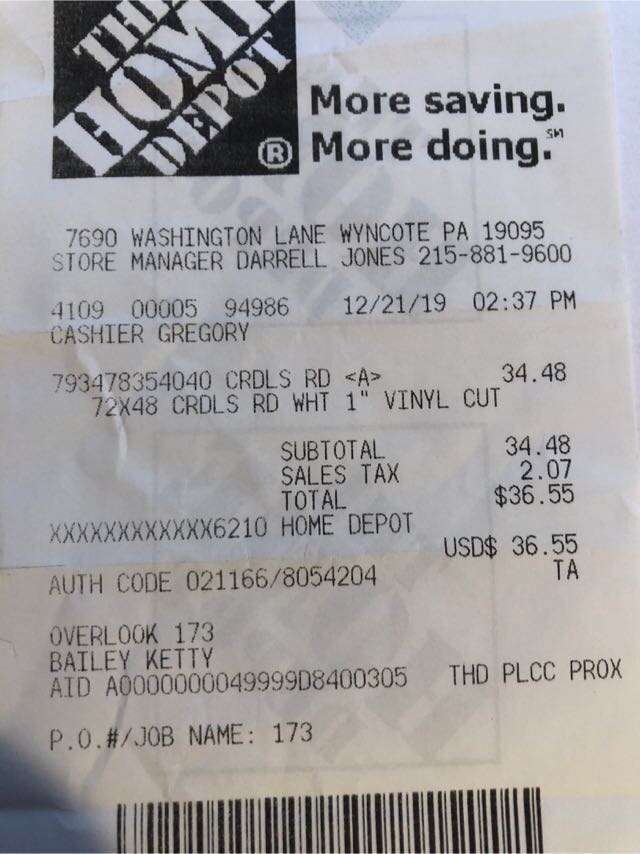 THE
HOME
DEPOT
®
More saving.
More doing.℠
7690 WASHINGTON LANE WYNCOTE PA 19095
STORE MANAGER DARRELL JONES 215-881-9600
4109 00005 94986 12/21/19 02:37 PM
CASHIER GREGORY
793478354040 CRDLS RD <A> 34.48
72X48 CRDLS RD WHT 1" VINYL CUT
SUBTOTAL 34.48
SALES TAX 2.07
TOTAL $36.55
XXXXXXXXXXXX6210 HOME DEPOT
USD$ 36.55
AUTH CODE 021166/8054204 TA
OVERLOOK 173
BAILEY KETTY
AID A0000000049999D8400305 THD PLCC PROX
P.O.#/JOB NAME: 173